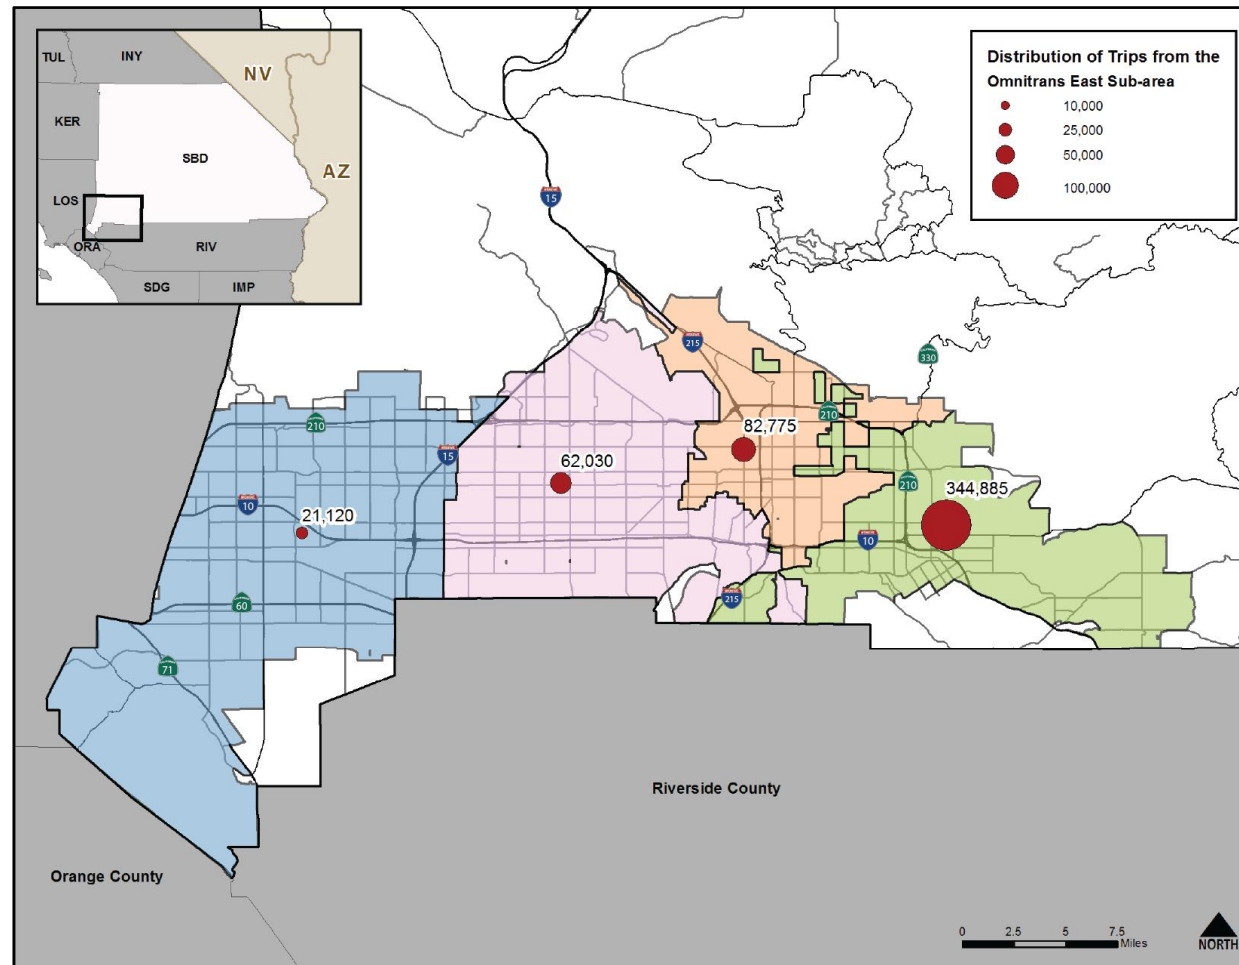 TUL
INY
NV
KER
SBD
AZ
LOS
ORA
RIV
SDG
IMP
Distribution of Trips from the
Omnitrans East Sub-area
10,000
25,000
50,000
100,000
15
215
330
210
210
82,775
15
62,030
210
344,885
10
21,120
10
60
215
71
Riverside County
Orange County
0 2.5 5 7.5
Miles
NORTH